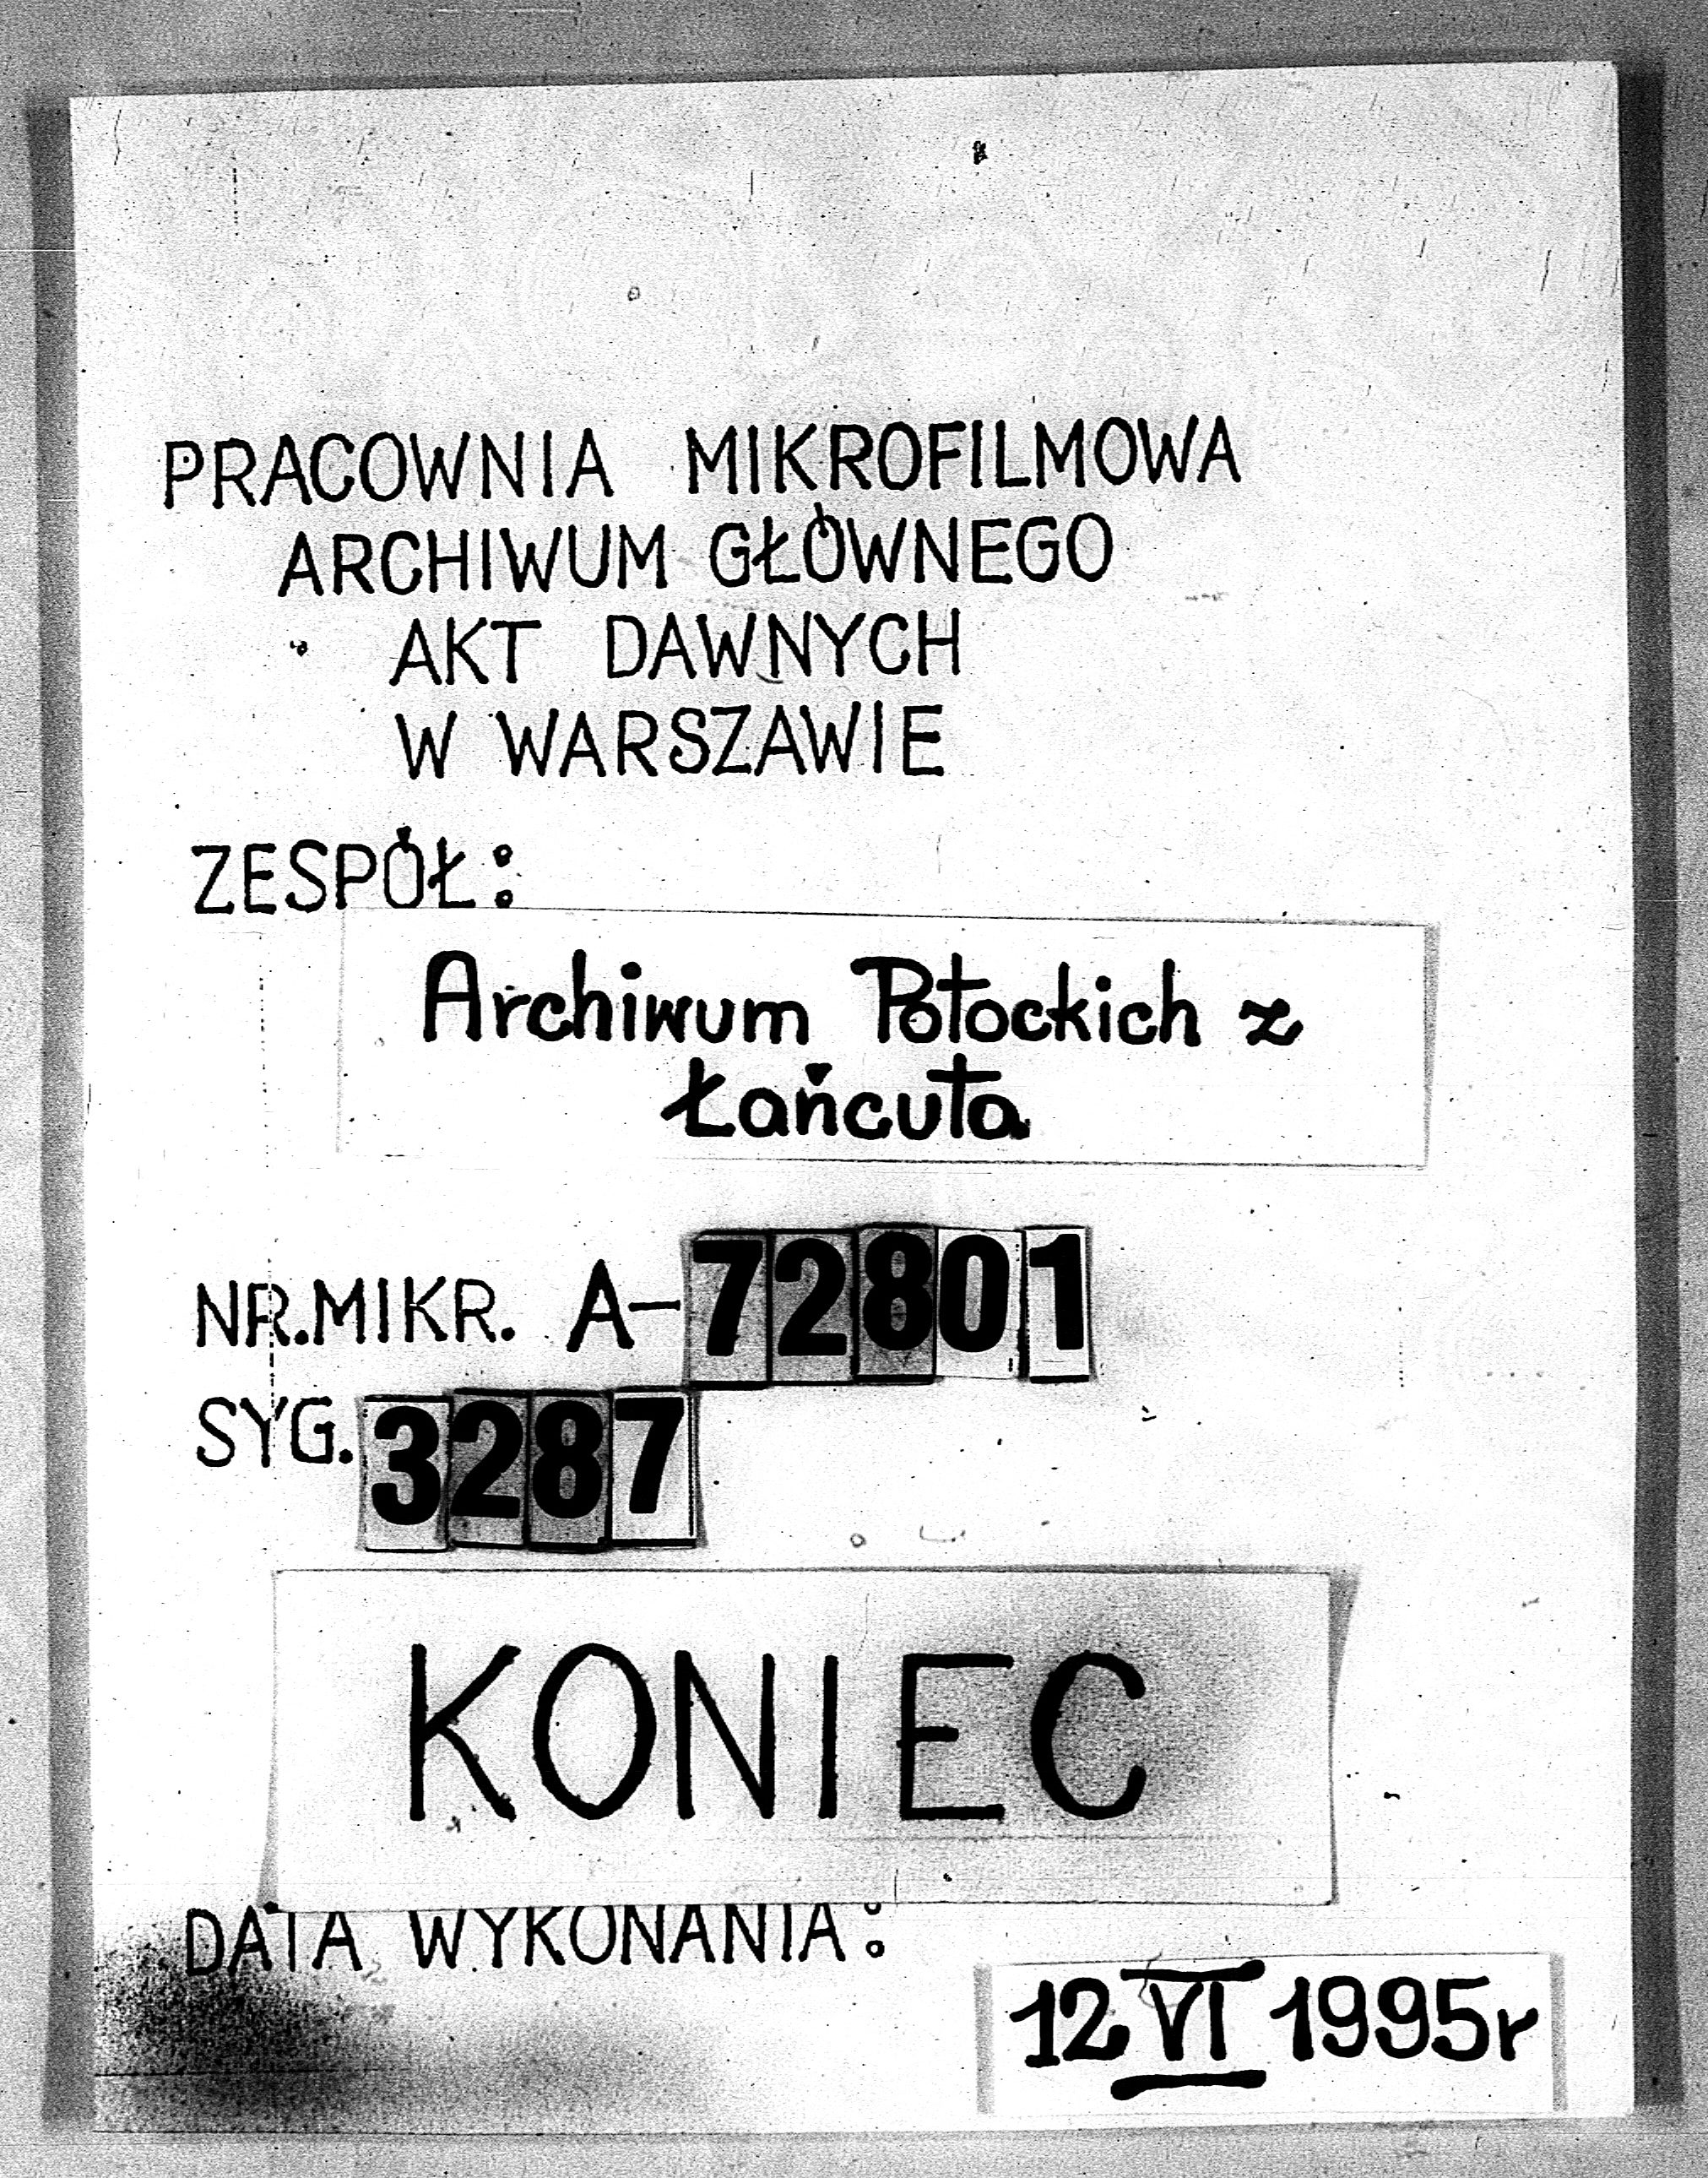 PRACOWNIA MIKROFILMOWA
ARCHIWUM GŁÓWNEGO
AKT DAWNYCH
W WARSZAWIE
ZESPÓŁ:
Archiwum Potockich z
Łańcuta
NR.MIKR. A-72801
SYG. 3287
KONIEC
DATA WYKONANIA:
12 VI 1995r